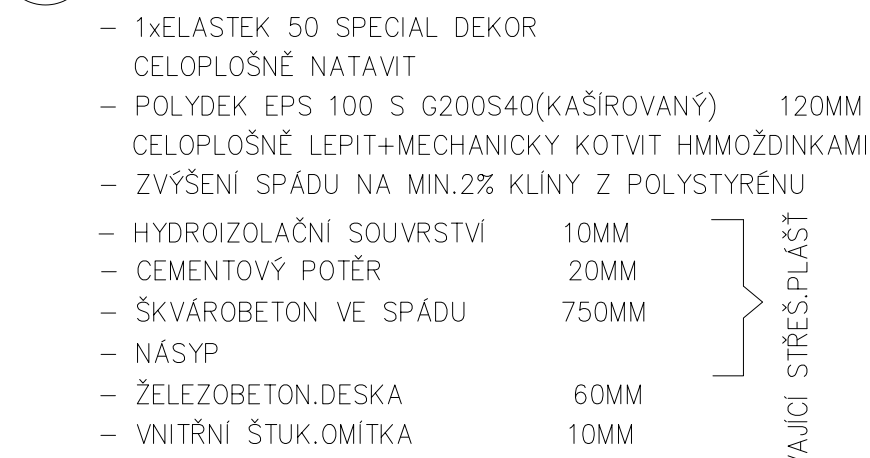 – 1xELASTEK 50 SPECIAL DEKOR
CELOPLOŠNĚ NATAVIT
– POLYDEK EPS 100 S G200S40(KAŠÍROVANÝ) 120MM
CELOPLOŠNĚ LEPIT+MECHANICKY KOTVIT HMMOŽDINKAMI
– ZVÝŠENÍ SPÁDU NA MIN.2% KLÍNY Z POLYSTYRÉNU
– HYDROIZOLAČNÍ SOUVRSTVÍ 10MM
– CEMENTOVÝ POTĚR 20MM
– ŠKVÁROBETON VE SPÁDU 750MM
– NÁSYP
– ŽELEZOBETON.DESKA 60MM
– VNITŘNÍ ŠTUK.OMÍTKA 10MM
STŘEŠ.PLÁŠŤ